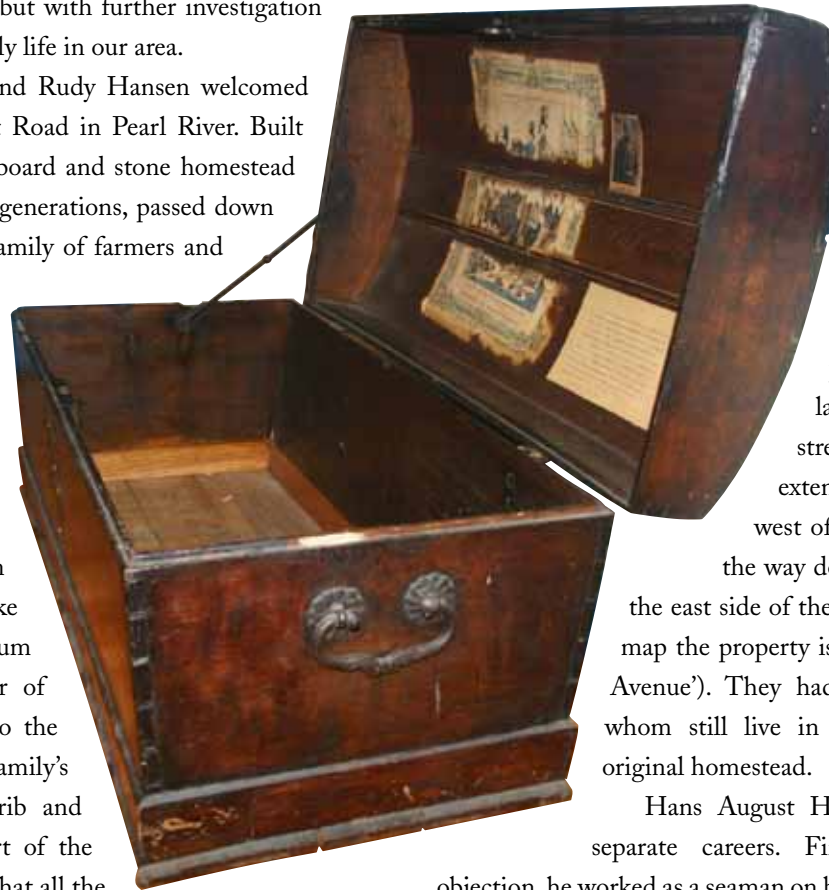 but with further investigation
ly life in our area.
nd Rudy Hansen welcomed
t Road in Pearl River. Built
board and stone homestead
generations, passed down
amily of farmers and
n
ke
um
r of
o the
amily's
rib and
rt of the
hat all the
la
stre
exten
west of
the way d
the east side of the
map the property is
Avenue'). They had
whom still live in
original homestead.
Hans August H
separate careers. Fi
objection, he worked as a seaman on